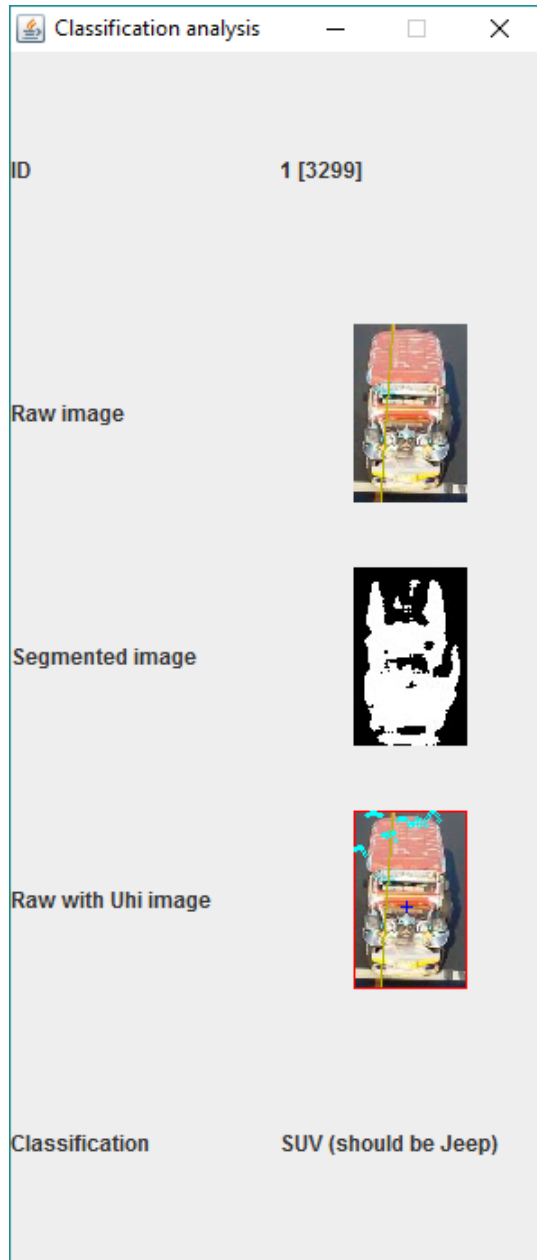 Classification analysis
ID 1 [3299]
Raw image
Segmented image
Raw with Uhi image
Classification SUV (should be Jeep)